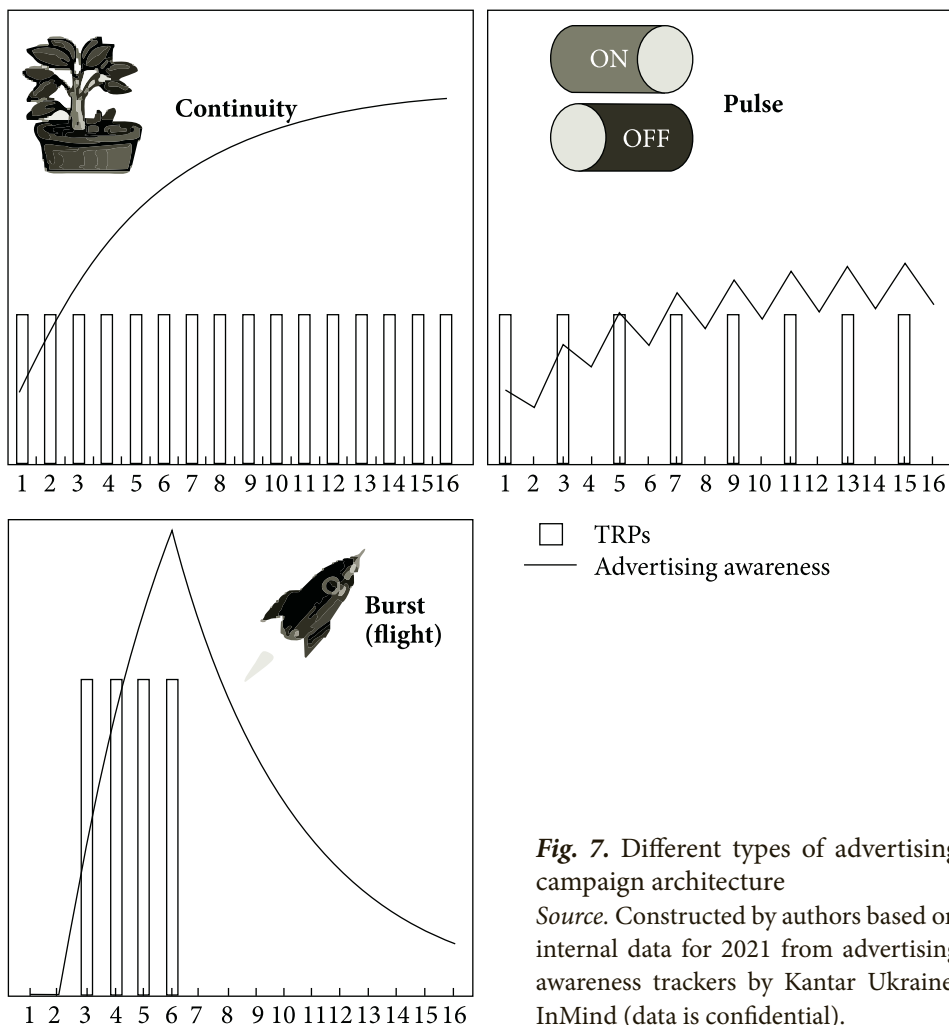 Continuity
1 2 3 4 5 6 7 8 9 10 11 12 13 14 15 16
ON
OFF
Pulse
1 2 3 4 5 6 7 8 9 10 11 12 13 14 15 16
TRPs
Advertising awareness
Burst
(flight)
1 2 3 4 5 6 7 8 9 10 11 12 13 14 15 16
Fig. 7. Different types of advertising
campaign architecture
Source. Constructed by authors based on
internal data for 2021 from advertising
awareness trackers by Kantar Ukraine,
InMind (data is confidential).